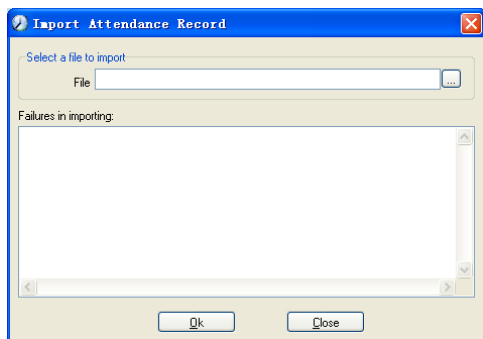 Import Attendance Record
Select a file to import
File
...
Failures in importing:
Ok
Close